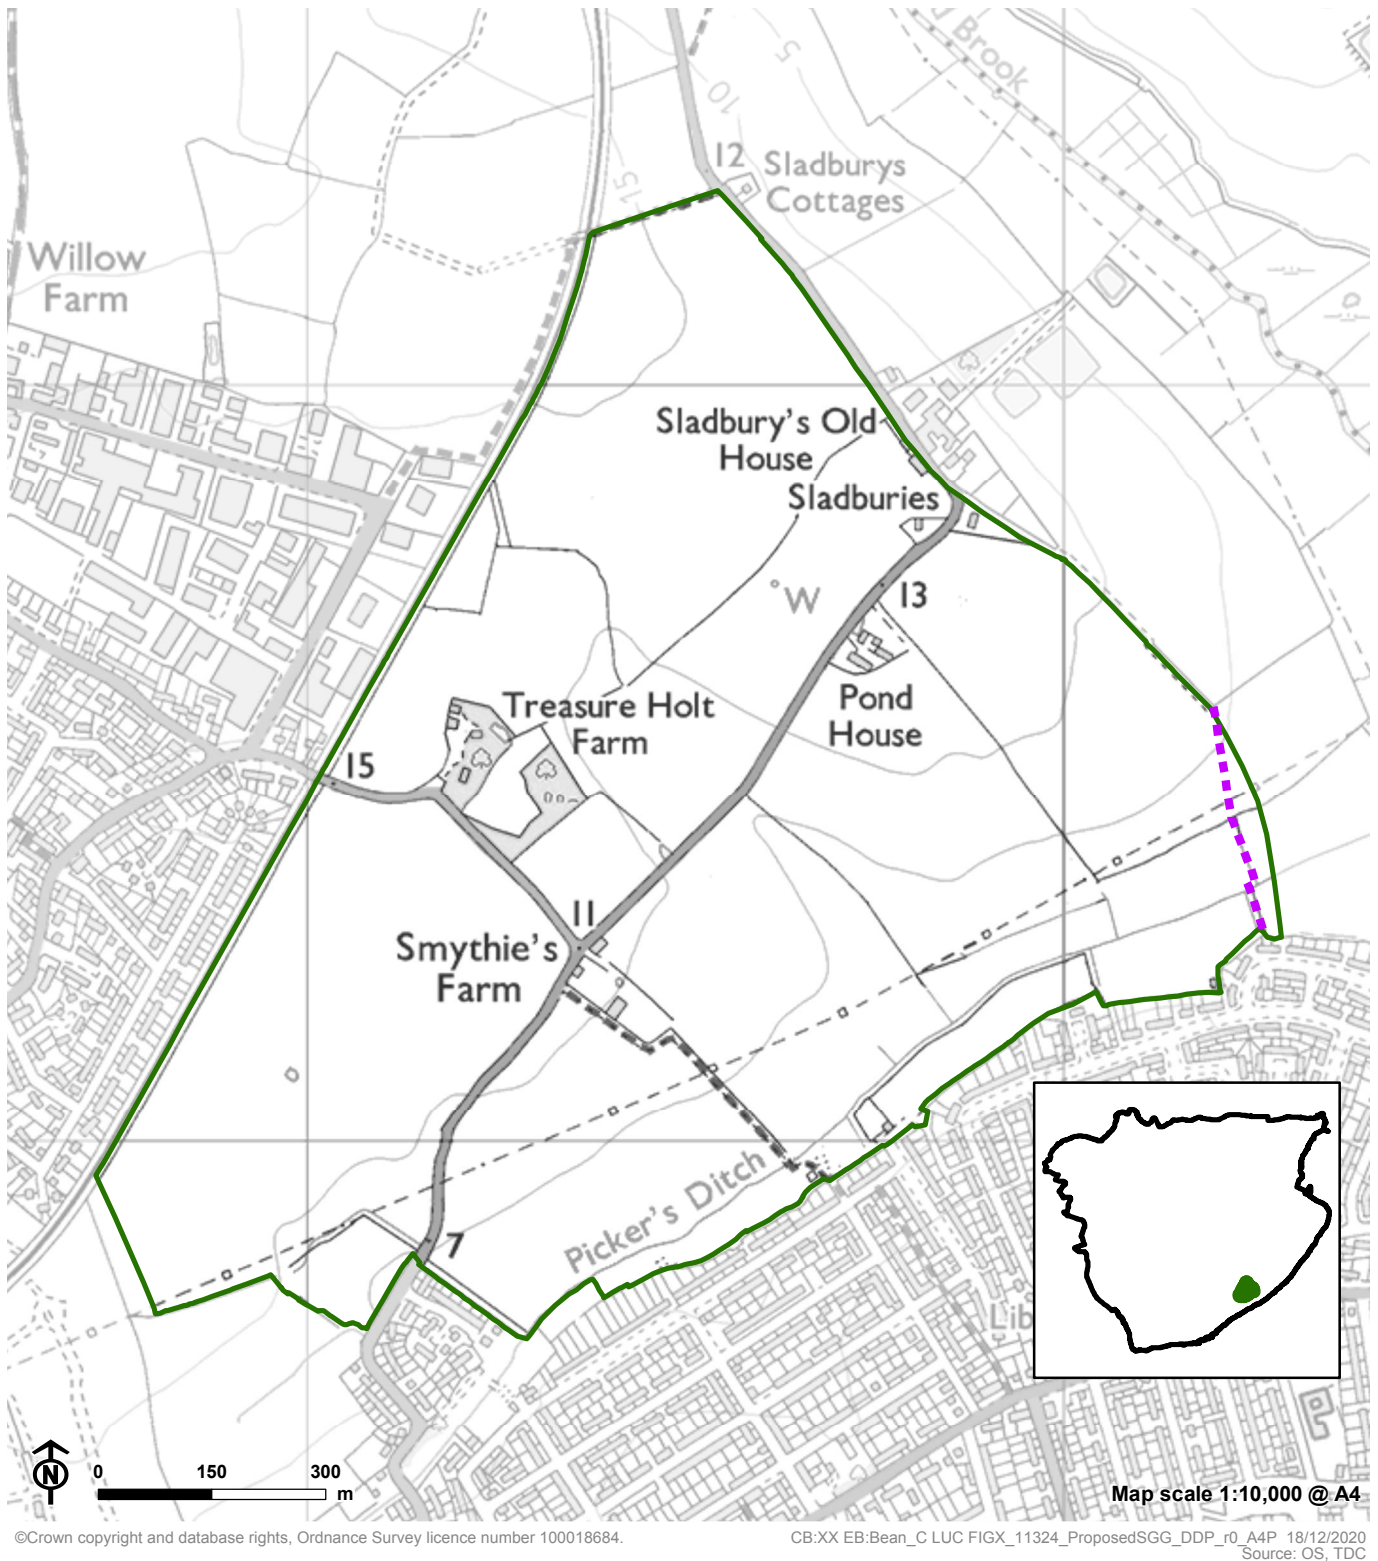 Brook
5
10
12
Sladburys
Cottages
15
Willow
Farm
Sladbury's Old
House
Sladburies
W
13
Treasure Holt
Farm
Pond
House
15
11
Smythie's
Farm
Picker's Ditch
7
Lib
N
0 150 300
m
Map scale 1:10,000 @ A4
©Crown copyright and database rights, Ordnance Survey licence number 100018684.
CB:XX EB:Bean_C LUC FIGX_11324_ProposedSGG_DDP_r0_A4P 18/12/2020
Source: OS, TDC